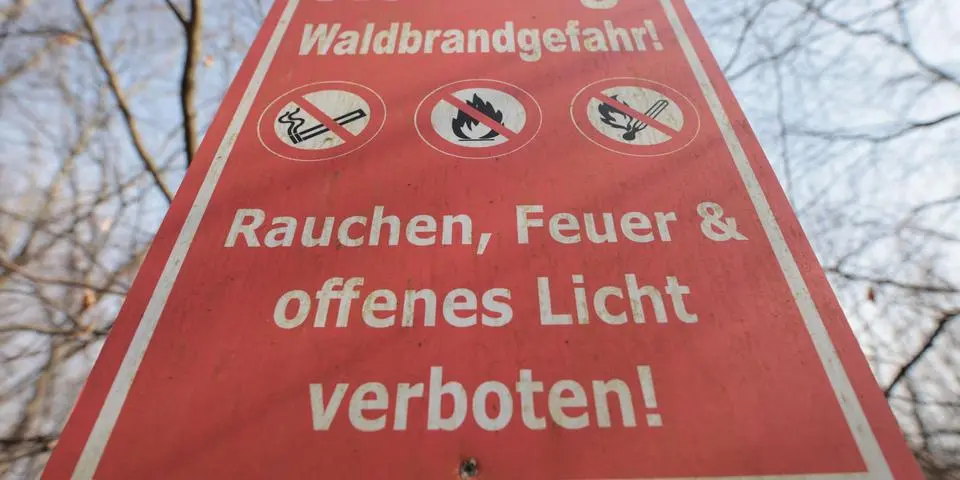 Waldbrandgefahr!
Rauchen, Feuer &
offenes Licht
verboten!